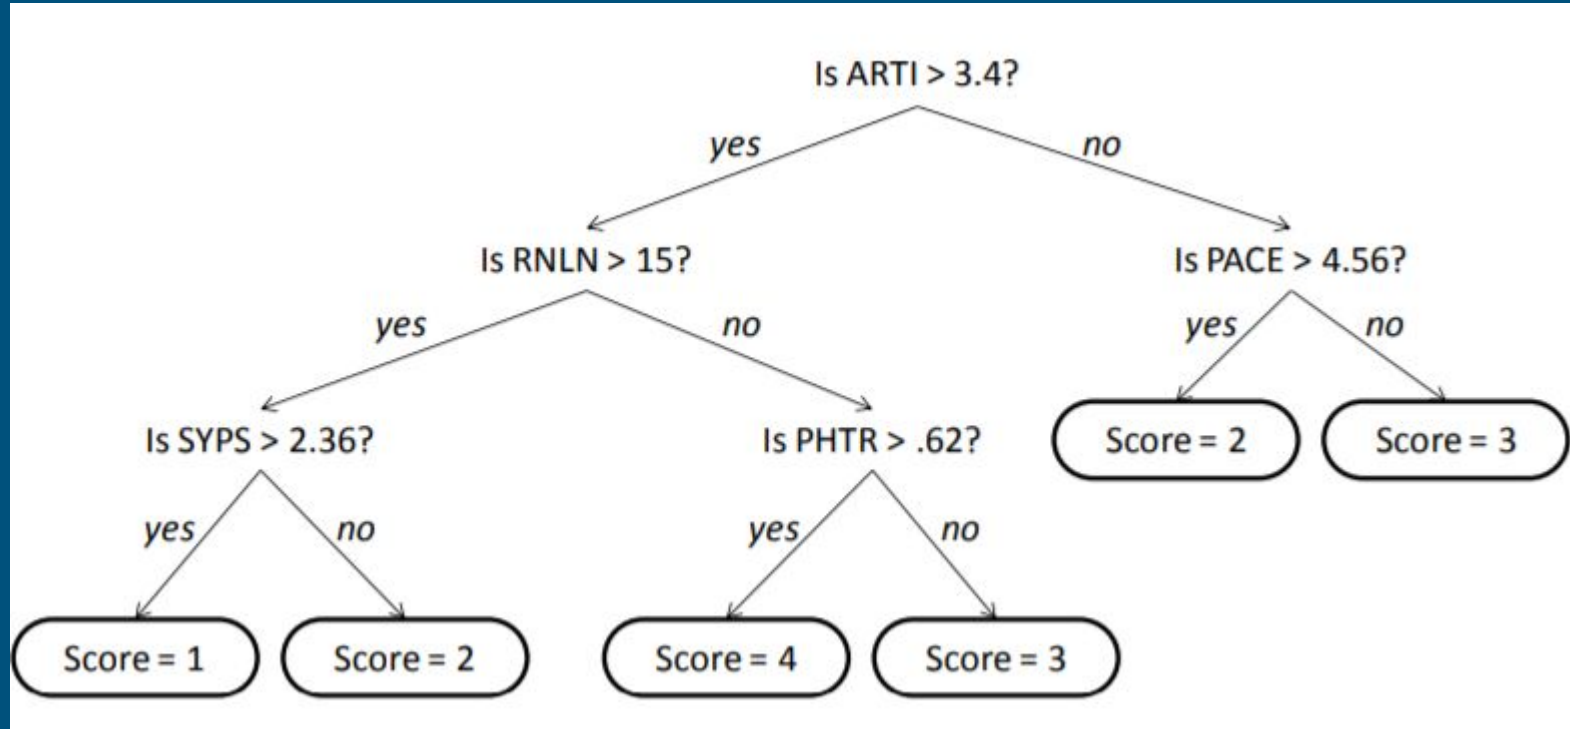 Is ARTI > 3.4?
yes
no
Is RNLN > 15?
Is PACE > 4.56?
yes
no
yes
no
Is SYPS > 2.36?
Is PHTR > .62?
Score = 2
Score = 3
yes
no
yes
no
Score = 1
Score = 2
Score = 4
Score = 3